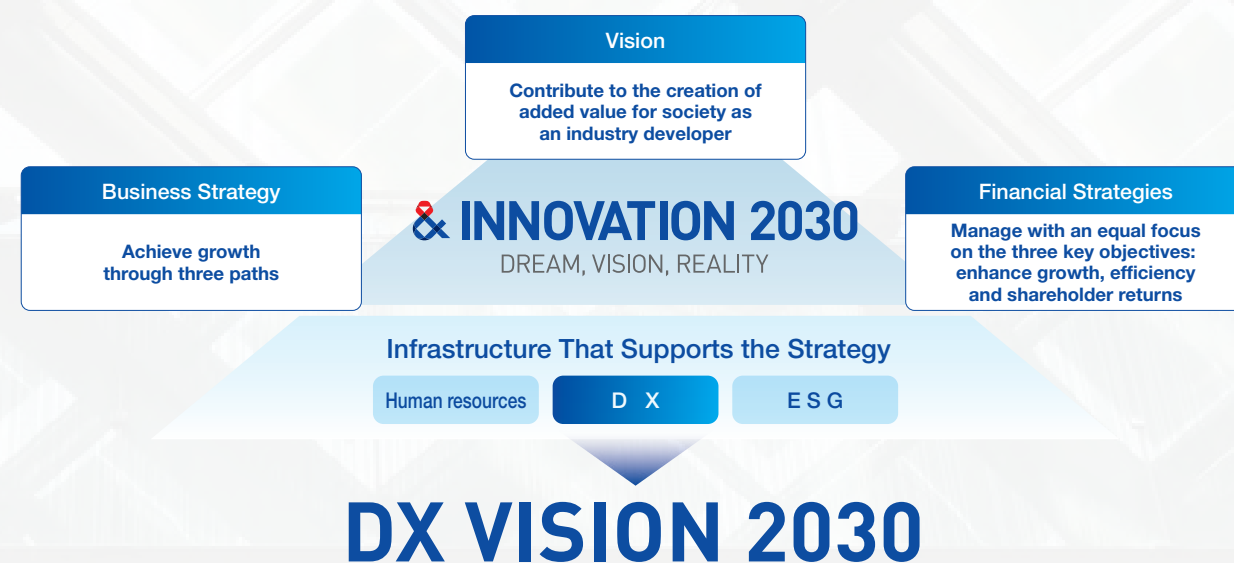 Vision
Contribute to the creation of
added value for society as
an industry developer
Business Strategy
Achieve growth
through three paths
& INNOVATION 2030
DREAM, VISION, REALITY
Financial Strategies
Manage with an equal focus
on the three key objectives:
enhance growth, efficiency
and shareholder returns
Infrastructure That Supports the Strategy
Human resources
D X
E S G
DX VISION 2030